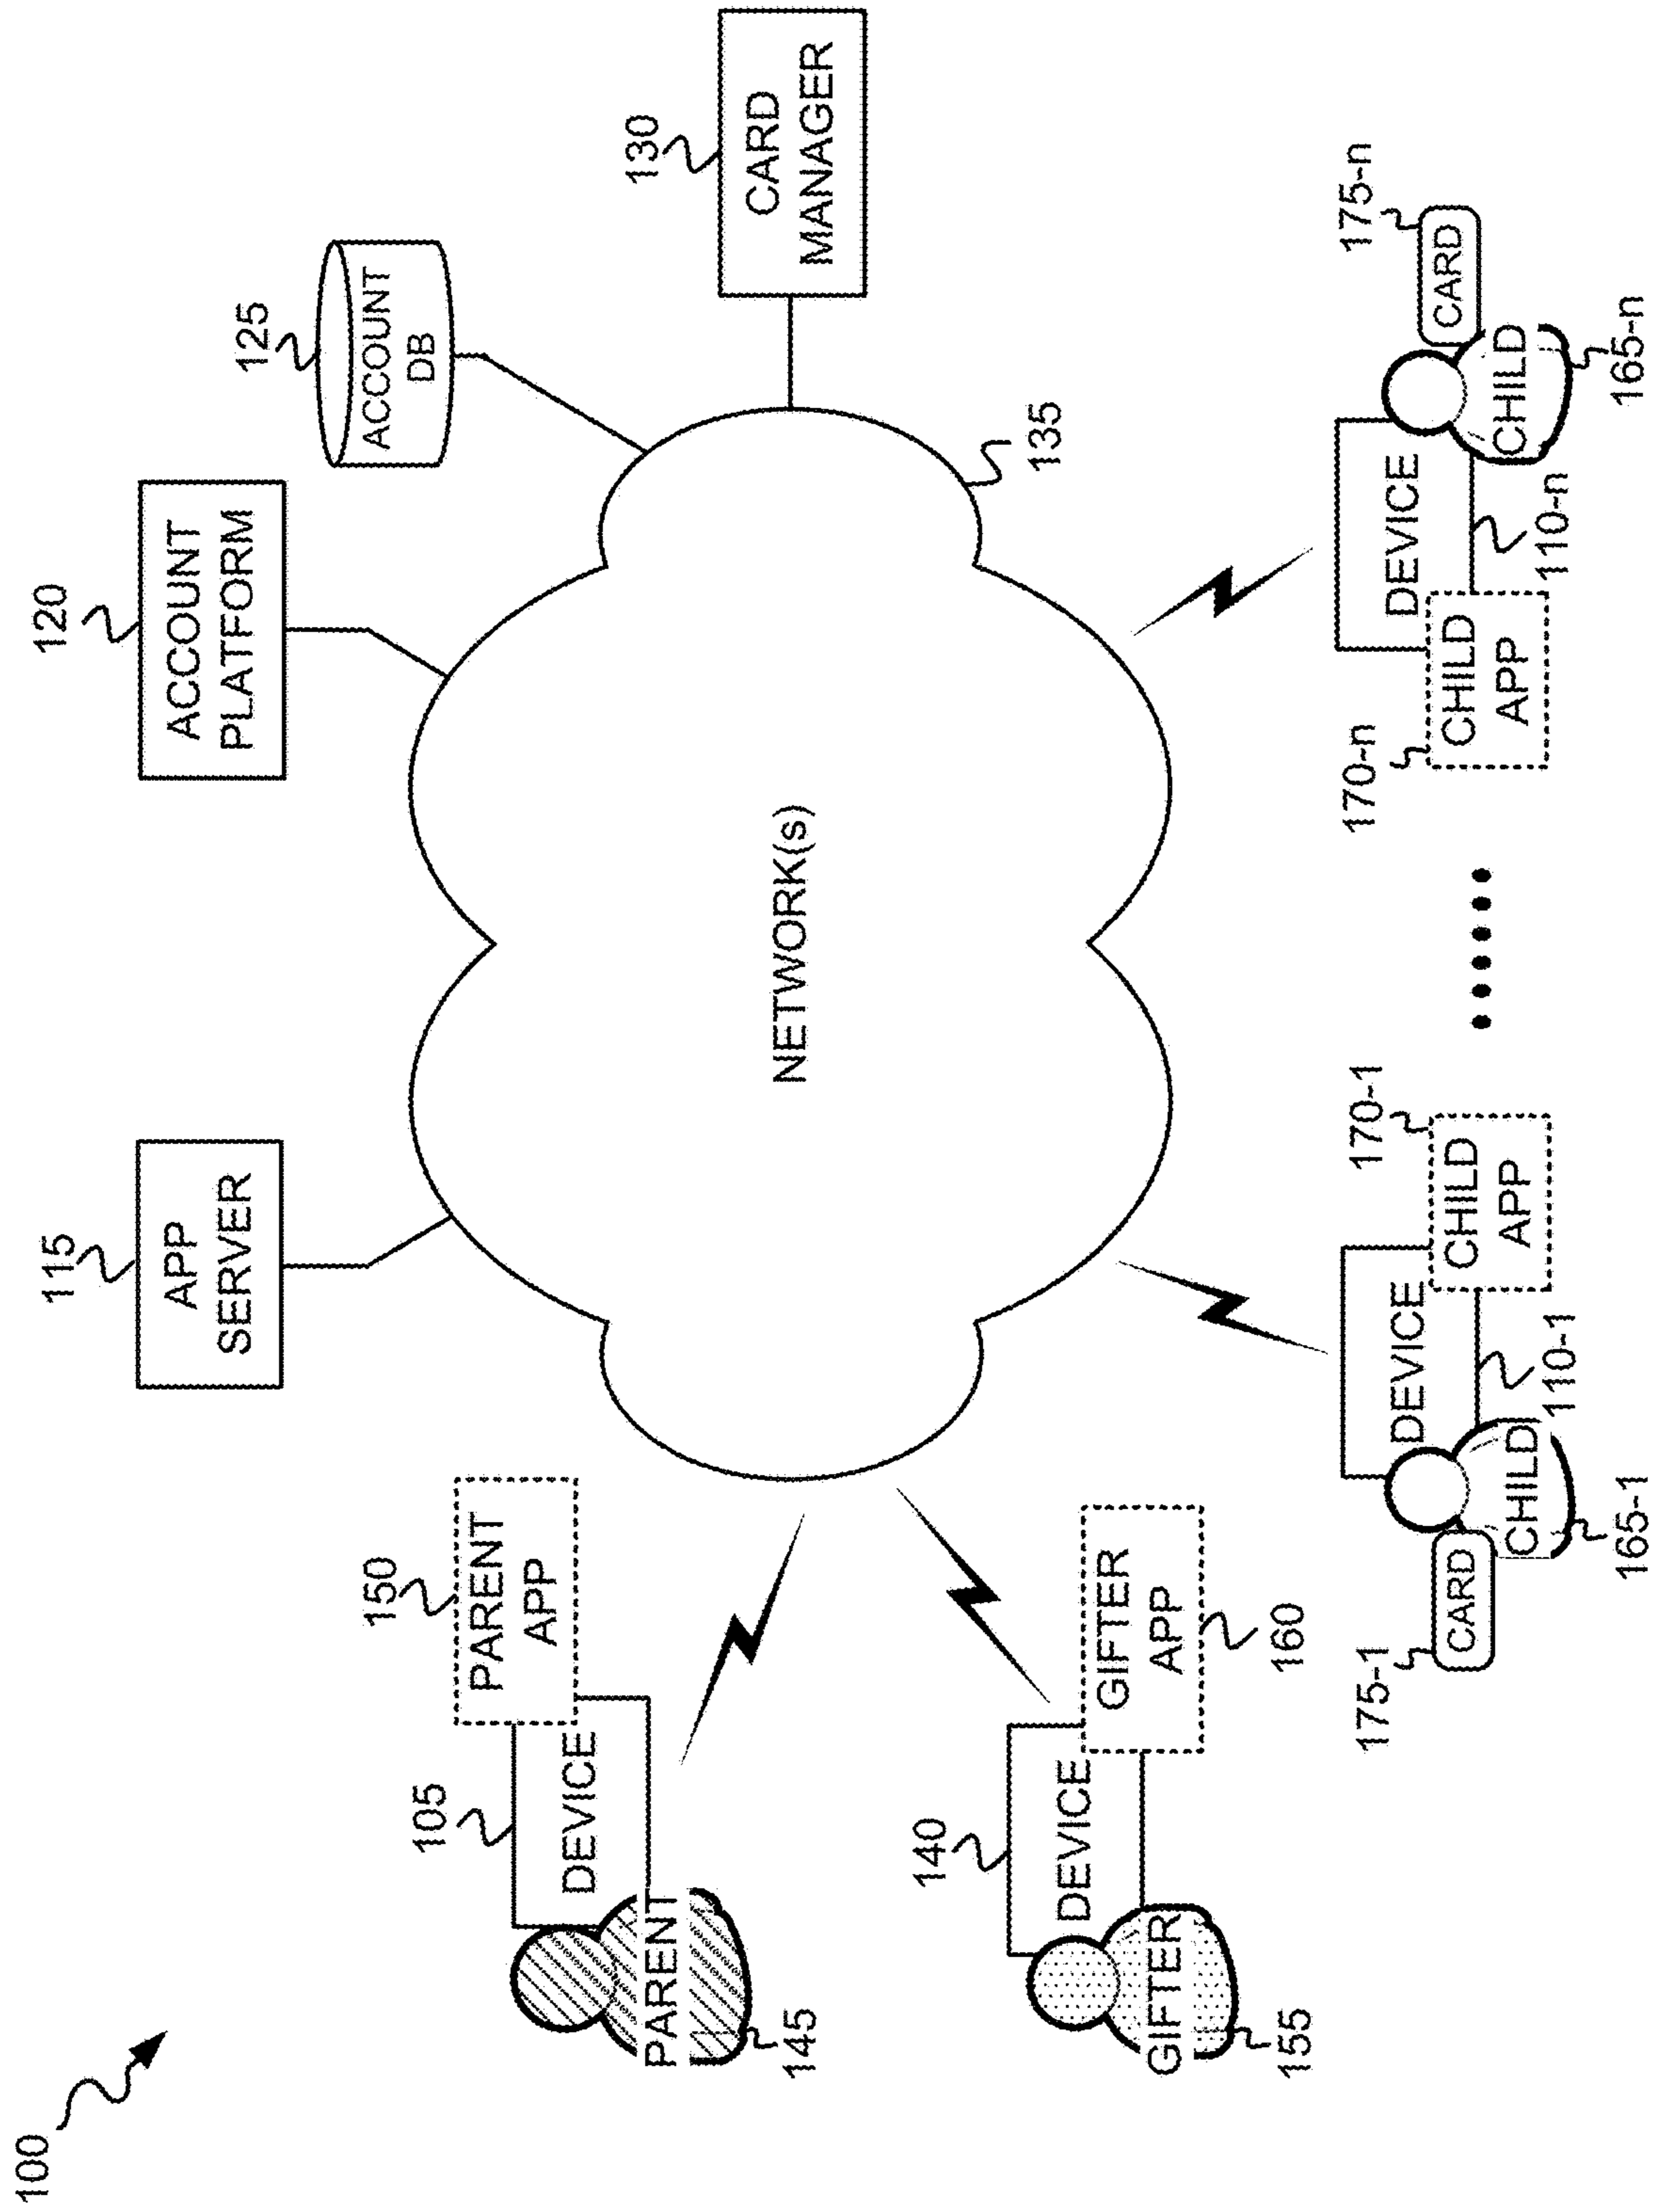 100
115
APP
SERVER
120
ACCOUNT
PLATFORM
125
ACCOUNT
DB
130
CARD
MANAGER
150
PARENT
APP
105
DEVICE
PARENT
145
NETWORK(s)
135
140
DEVICE
GIFTER
APP
160
GIFTER
155
170-1
CHILD
APP
DEVICE
110-1
CHILD
165-1
CARD
175-1
170-n
CHILD
APP
DEVICE
110-n
CHILD
165-n
CARD
175-n